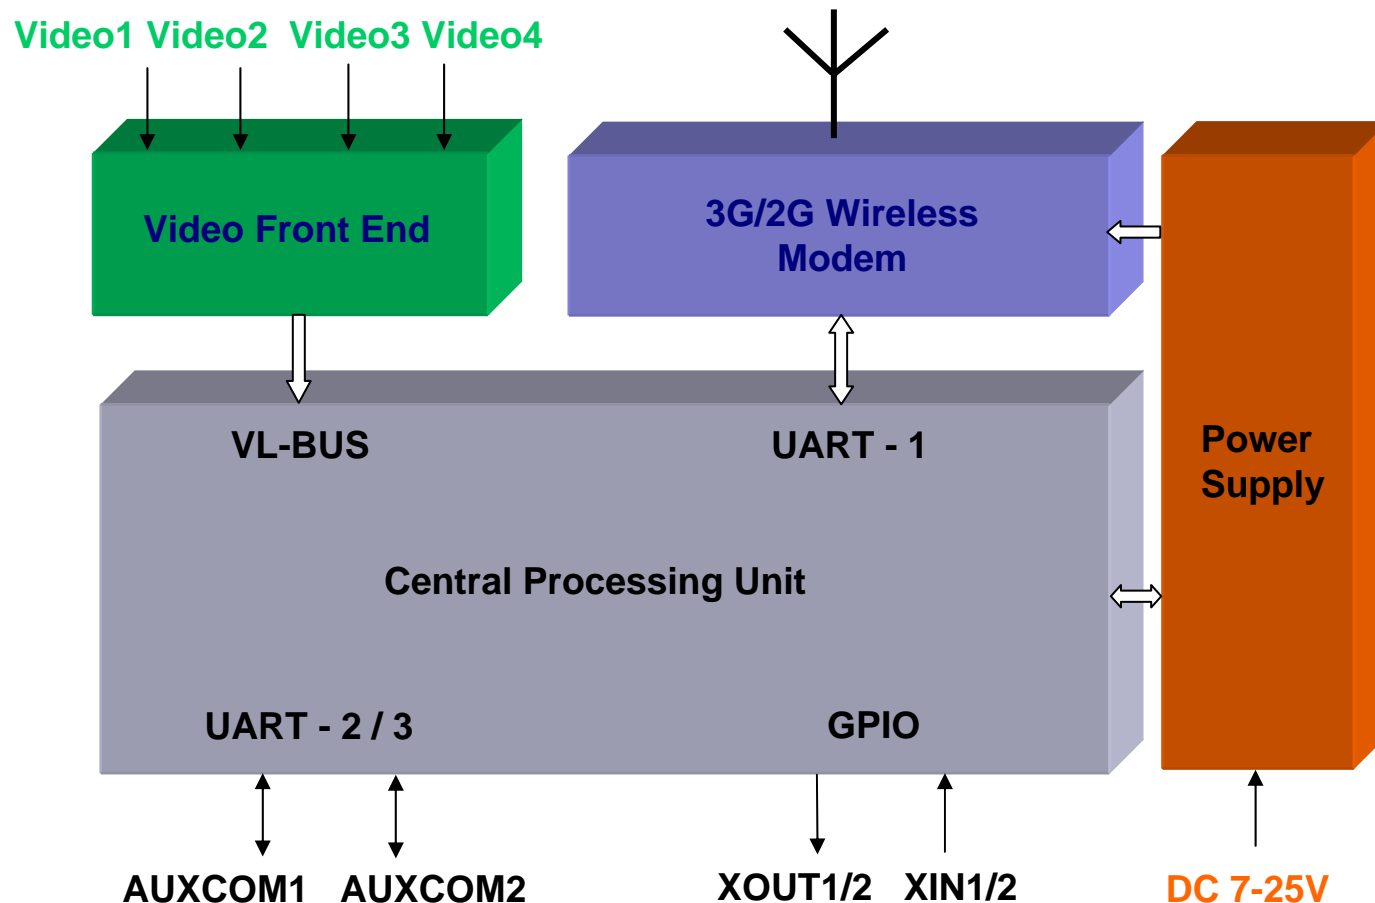 Video1 Video2 Video3 Video4
Video Front End
3G/2G Wireless
Modem
VL-BUS
UART - 1
Power
Supply
Central Processing Unit
UART - 2 / 3
GPIO
AUXCOM1 AUXCOM2
XOUT1/2 XIN1/2
DC 7-25V